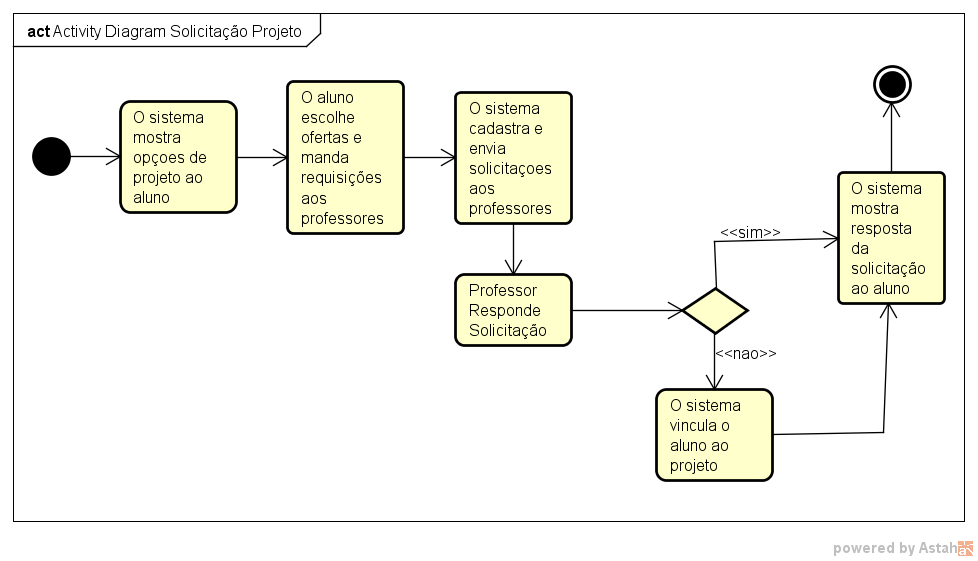 act Activity Diagram Solicitação Projeto
O sistema
mostra
opçoes de
projeto ao
aluno
O aluno
escolhe
ofertas e
manda
requisições
aos
professores
O sistema
cadastra e
envia
solicitaçoes
aos
professores
Professor
Responde
Solicitação
<<sim>>
<<nao>>
O sistema
vincula o
aluno ao
projeto
O sistema
mostra
resposta
da
solicitação
ao aluno
powered by Astah